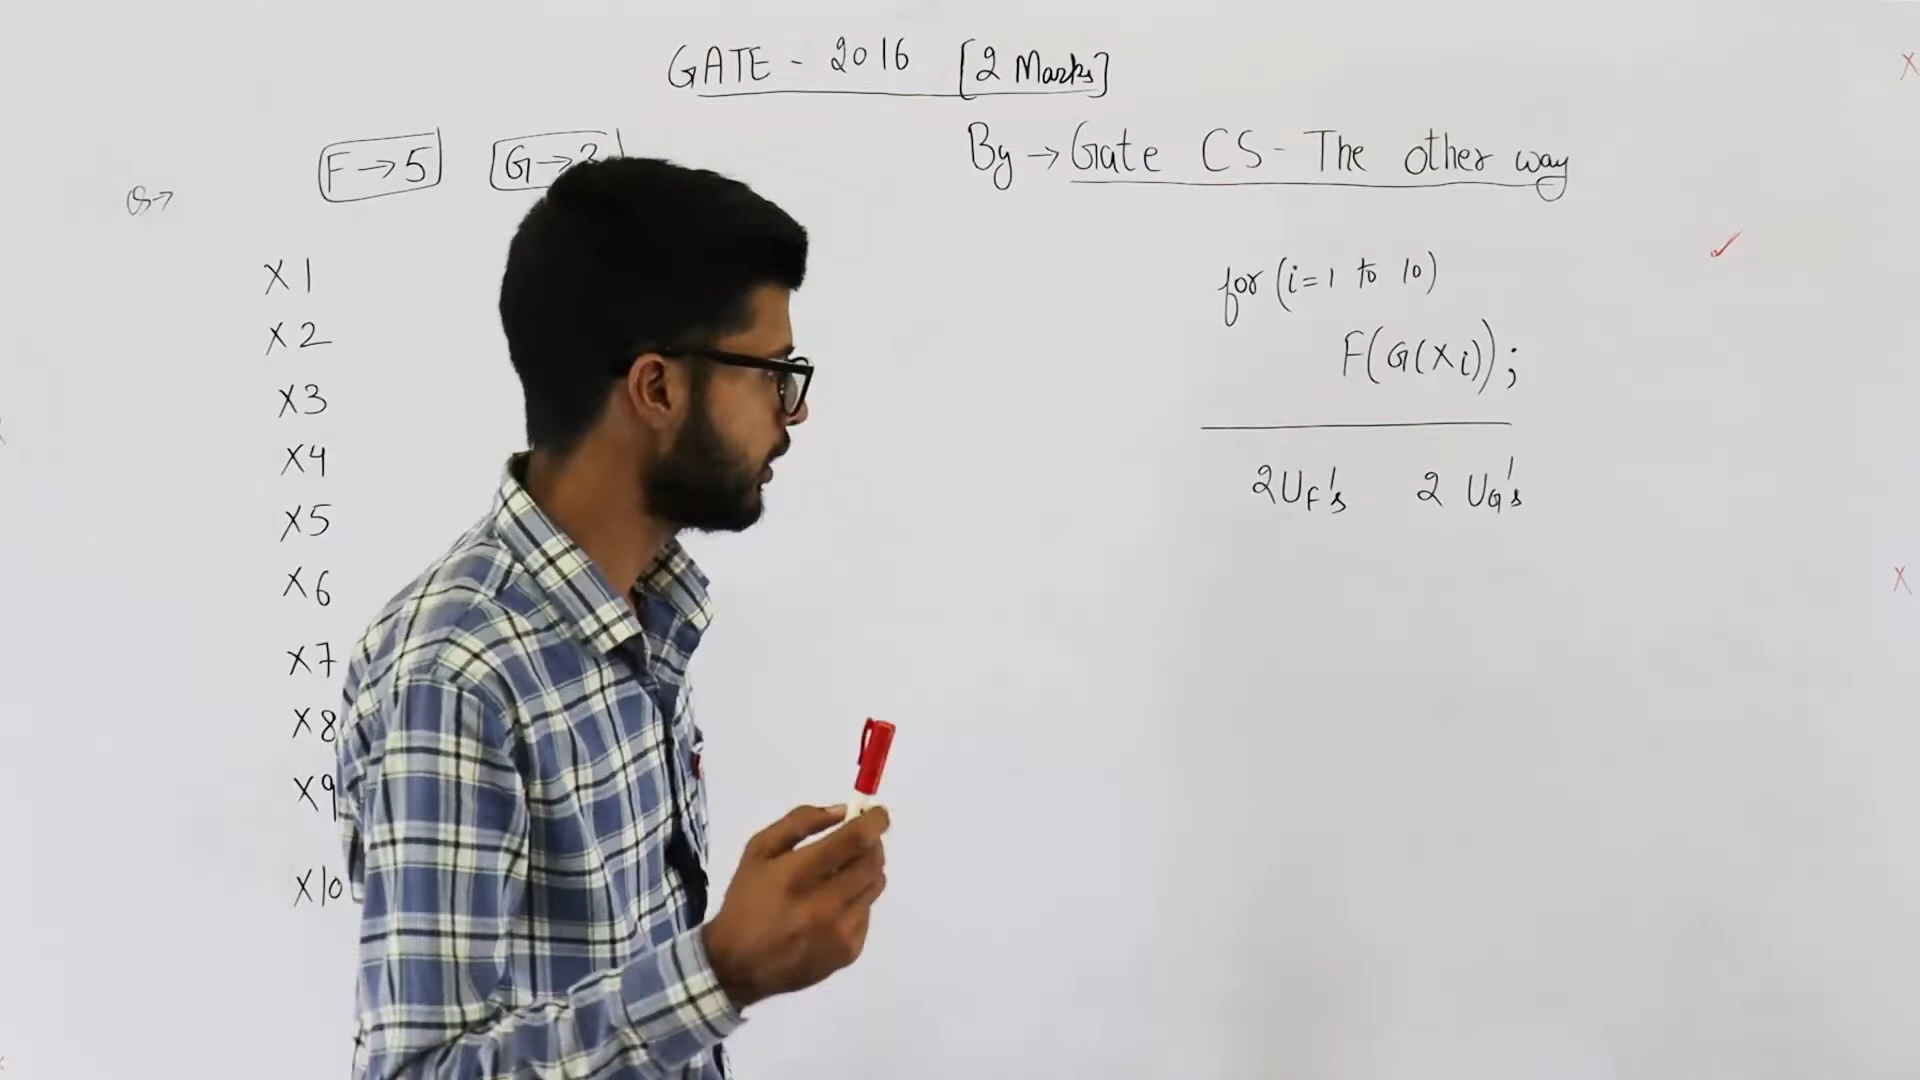 GATE - 2016 [2 Marks]
By → Gate CS - The other way
F → 5 G →
Q →
X1
X2
X3
X4
X5
X6
X7
X8
X9
X10
for (i = 1 to 10)
F(G(Xi));
2UF's 2 UG's